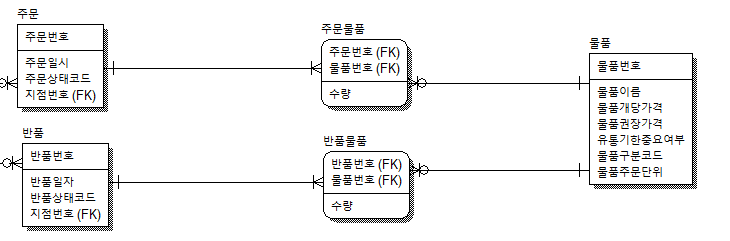 주문
주문번호
주문일시
주문상태코드
지점번호 (FK)
주문물품
주문번호 (FK)
물품번호 (FK)
수량
물품
물품번호
물품이름
물품개당가격
물품권장가격
유통기한중요여부
물품구분코드
물품주문단위
반품
반품번호
반품일자
반품상태코드
지점번호 (FK)
반품물품
반품번호 (FK)
물품번호 (FK)
수량